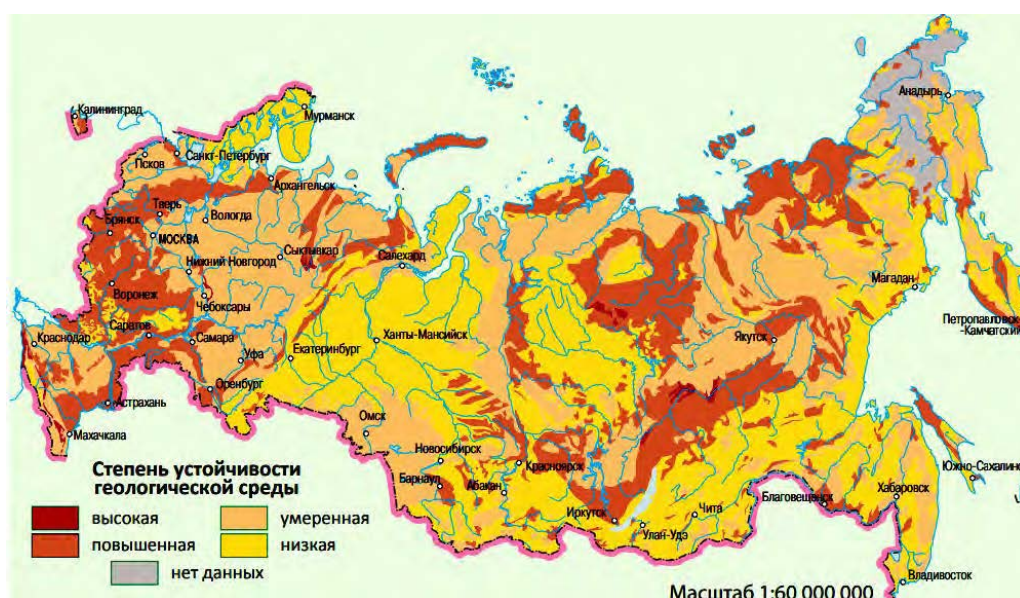 Калининград
Мурманск
Анадырь
Санкт-Петербург
Псков
Архангельск
Тверь
Вологда
Брянск
МОСКВА
Сыктывкар
Салехард
Нижний Новгород
Магадан
Воронеж
Чебоксары
Петропавловск
-Камчатский
Саратов
Краснодар
Самара
Ханты-Мансийск
Якутск
Уфа
Екатеринбург
Оренбург
Астрахань
Омск
Махачкала
Новосибирск
Красноярск
Южно-Сахалинск
Барнаул
Абакан
Хабаровск
Благовещенск
Иркутск
Чита
Улан-Удэ
Владивосток
Степень устойчивости
геологической среды
высокая
умеренная
повышенная
низкая
нет данных
Масштаб 1:60 000 000